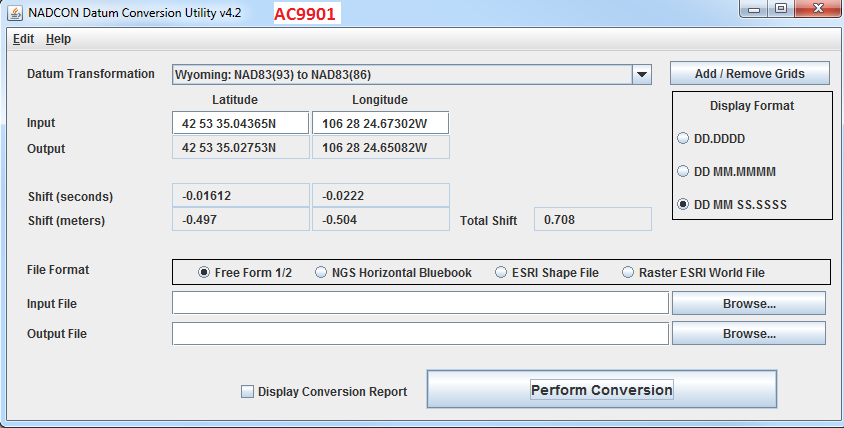 NADCON Datum Conversion Utility v4.2 AC9901
Edit Help
Datum Transformation Wyoming: NAD83(93) to NAD83(86) Add / Remove Grids
Latitude Longitude Display Format
Input 42 53 35.04365N 106 28 24.67302W
DD.DDDD
Output 42 53 35.02753N 106 28 24.65082W
DD MM.MMMM
Shift (seconds) -0.01612 -0.0222
DD MM SS.SSSS
Shift (meters) -0.497 -0.504 Total Shift 0.708
File Format Free Form 1/2 NGS Horizontal Bluebook ESRI Shape File Raster ESRI World File
Input File Browse...
Output File Browse...
Display Conversion Report Perform Conversion